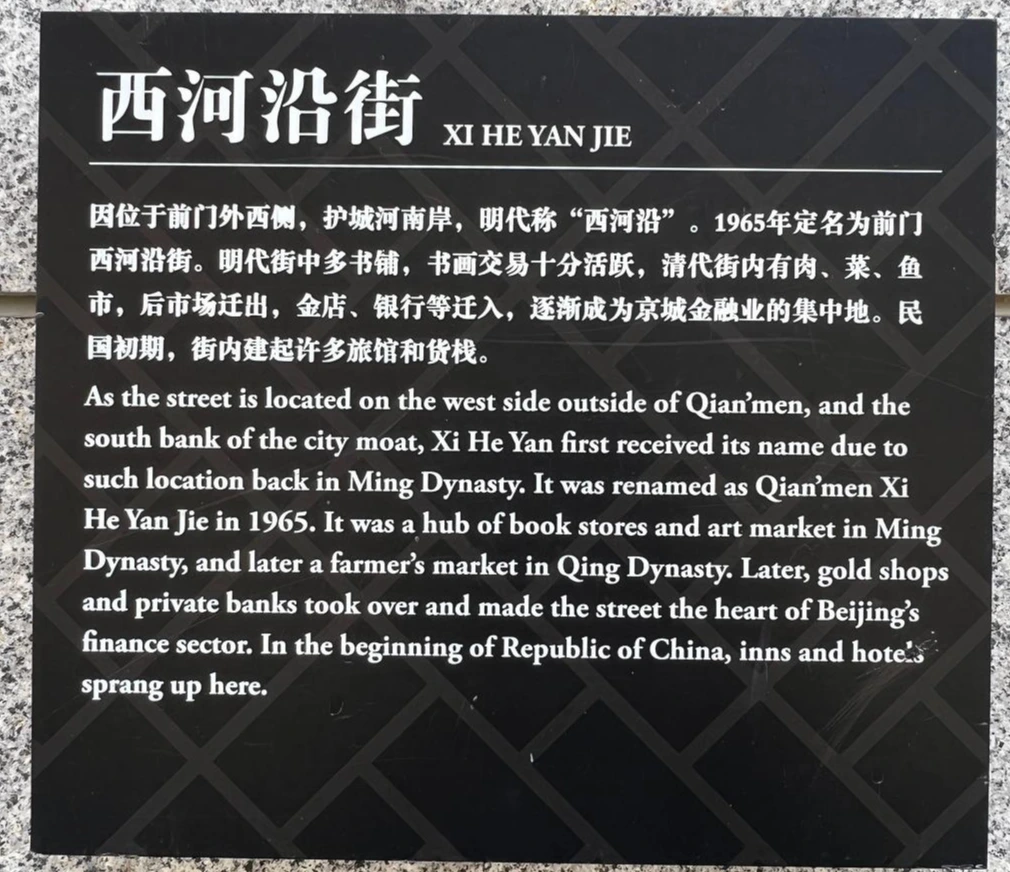 西河沿街 XI HE YAN JIE
因位于前门外西侧，护城河南岸，明代称“西河沿”。1965年定名为前门
西河沿街。明代街中多书铺，书画交易十分活跃，清代街内有肉、菜、鱼
市，后市场迁出，金店、银行等迁入，逐渐成为京城金融业的集中地。民
国初期，街内建起许多旅馆和货栈。
As the street is located on the west side outside of Qian’men, and the
south bank of the city moat, Xi He Yan first received its name due to
such location back in Ming Dynasty. It was renamed as Qian’men Xi
He Yan Jie in 1965. It was a hub of book stores and art market in Ming
Dynasty, and later a farmer’s market in Qing Dynasty. Later, gold shops
and private banks took over and made the street the heart of Beijing’s
finance sector. In the beginning of Republic of China, inns and hotels
sprang up here.